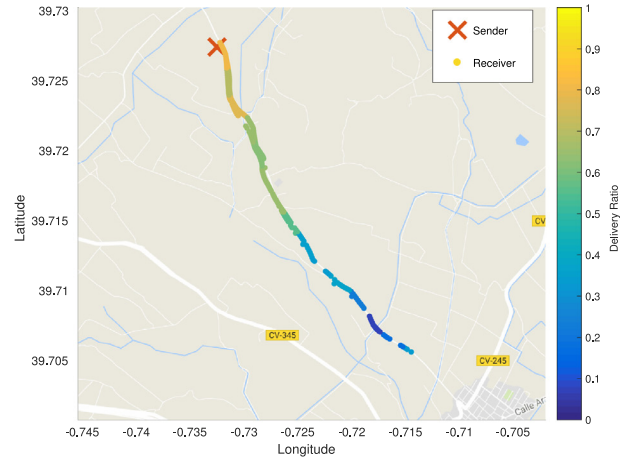 39.73
39.725
39.72
39.715
39.71
39.705
Latitude
-0.745
-0.74
-0.735
-0.73
-0.725
-0.72
-0.715
-0.71
-0.705
Longitude
Sender
Receiver
CV-345
CV-245
CV
Calle Ar
1
0.9
0.8
0.7
0.6
0.5
0.4
0.3
0.2
0.1
0
Delivery Ratio